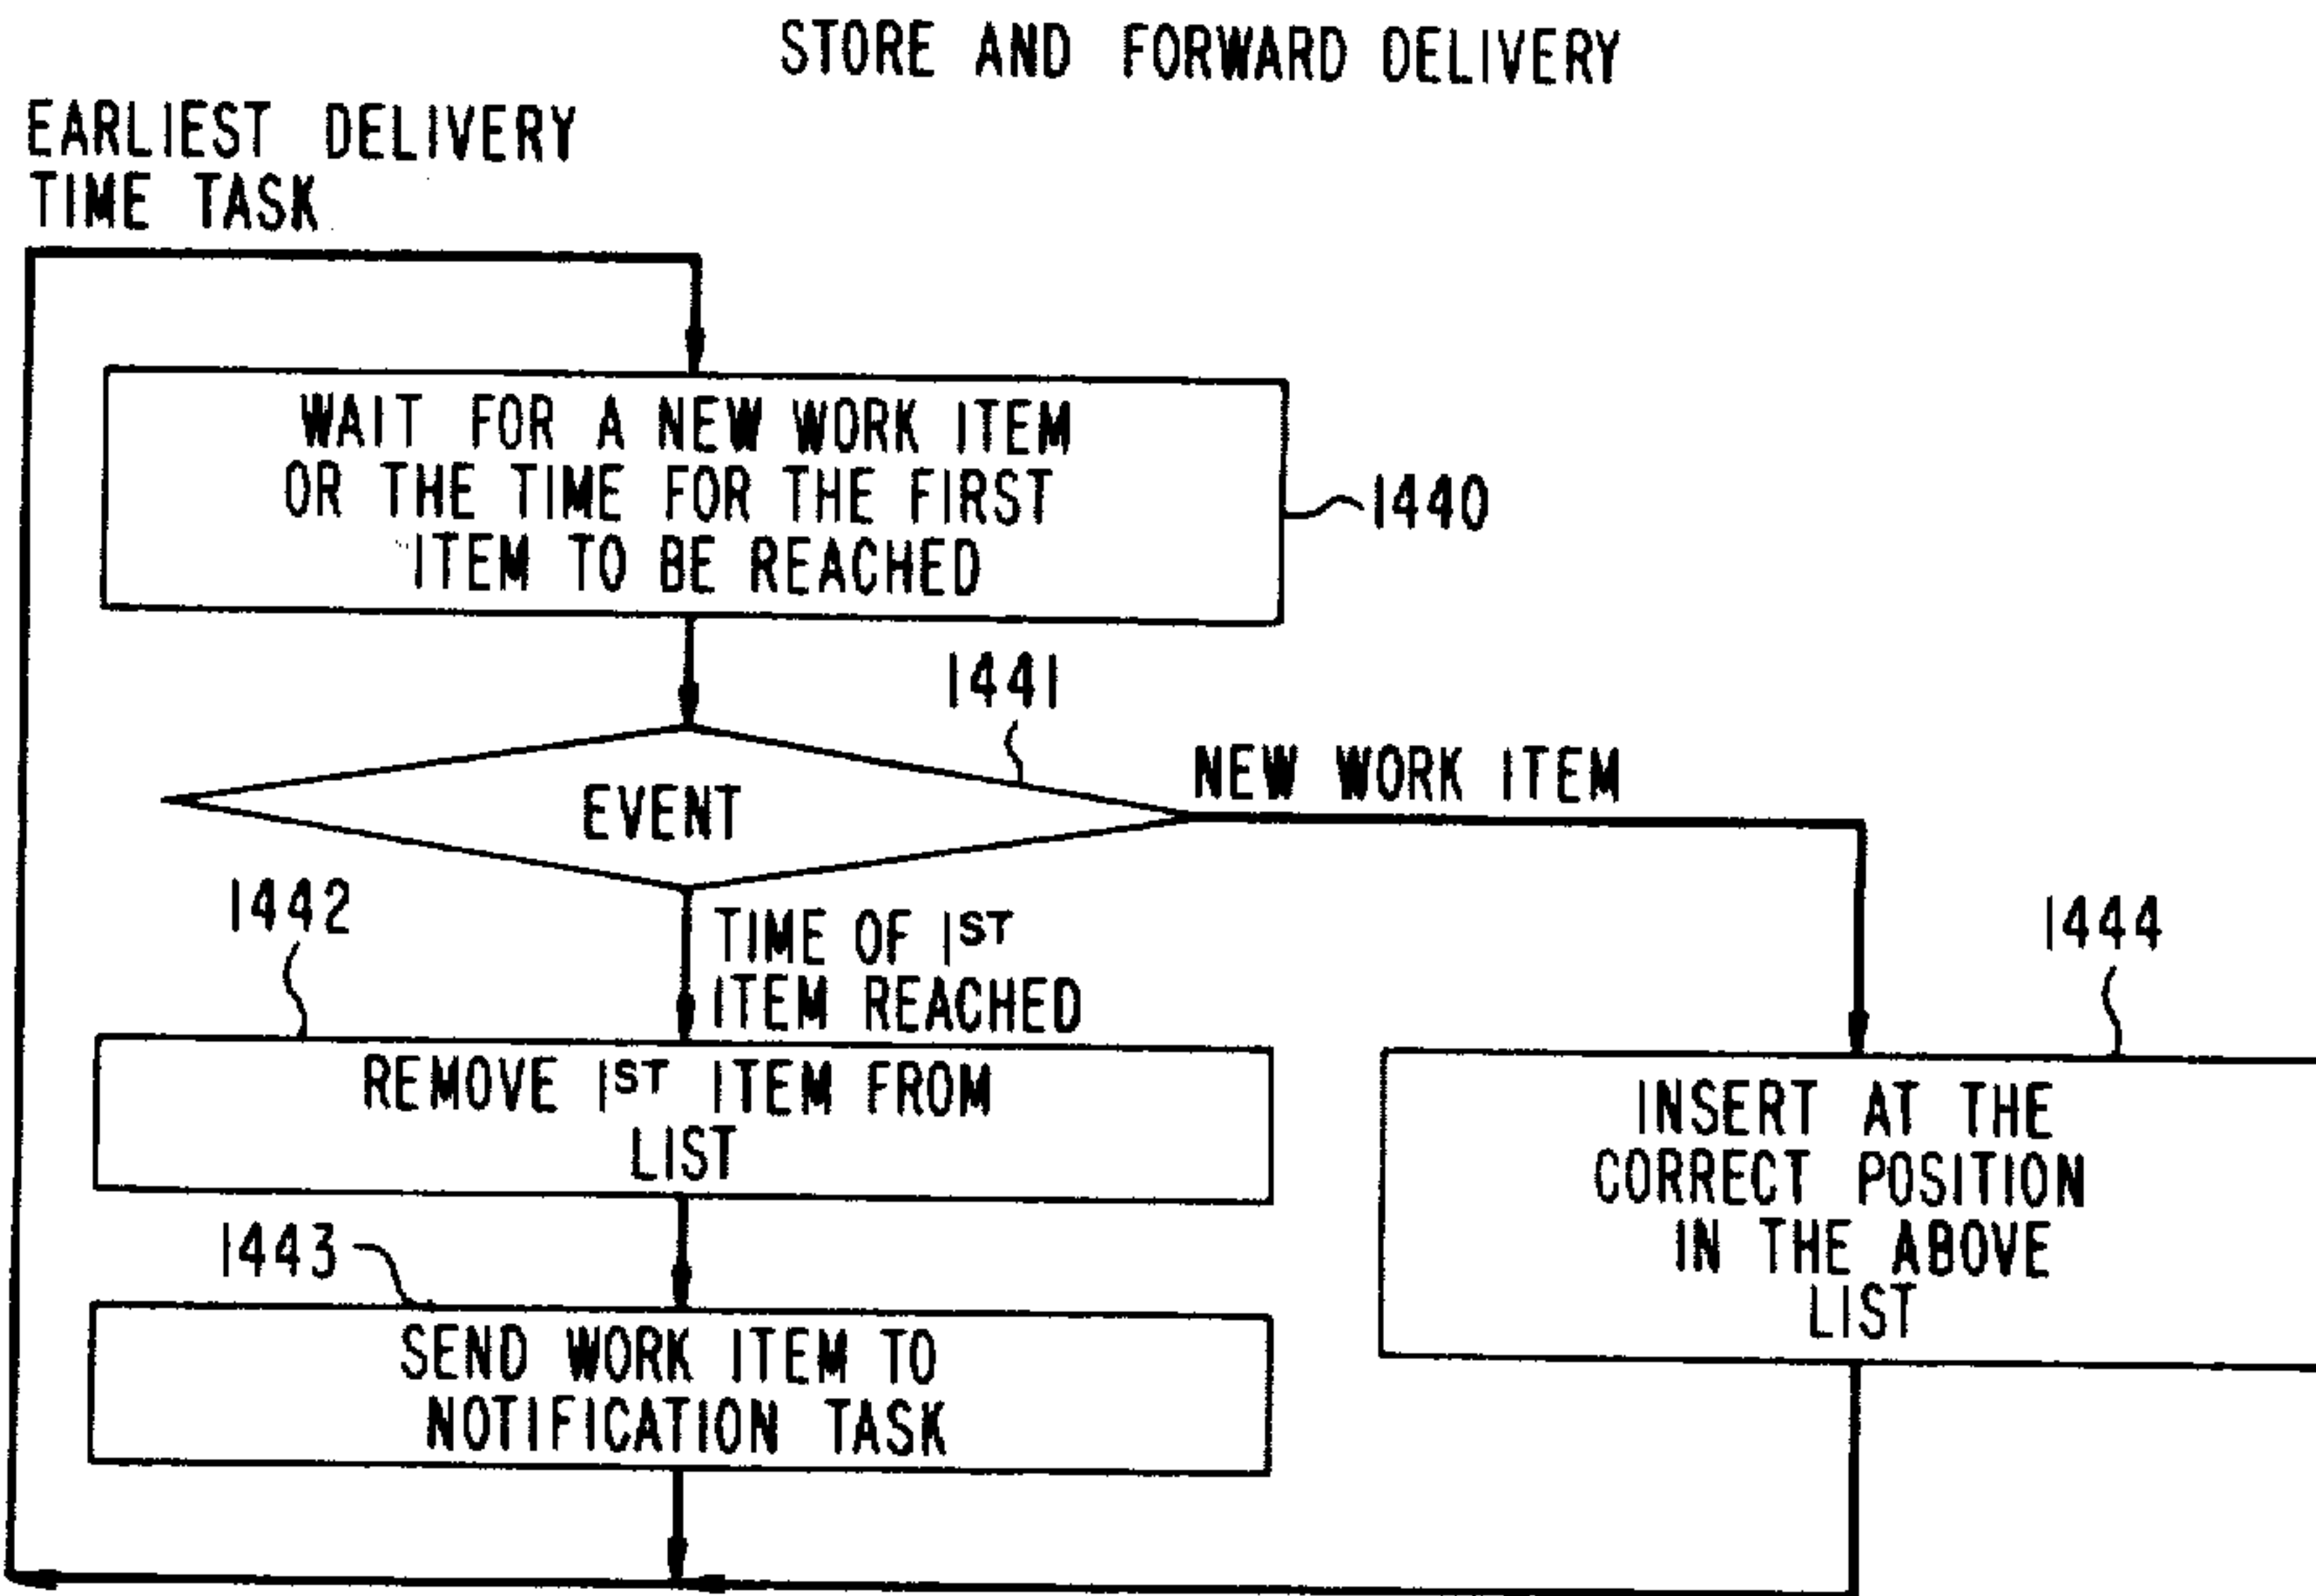 STORE AND FORWARD DELIVERY
EARLIEST DELIVERY
TIME TASK
WAIT FOR A NEW WORK ITEM
OR THE TIME FOR THE FIRST
ITEM TO BE REACHED
1440
1441
EVENT
NEW WORK ITEM
1442
TIME OF 1ST
ITEM REACHED
1444
REMOVE 1ST ITEM FROM
LIST
INSERT AT THE
CORRECT POSITION
IN THE ABOVE
LIST
1443
SEND WORK ITEM TO
NOTIFICATION TASK